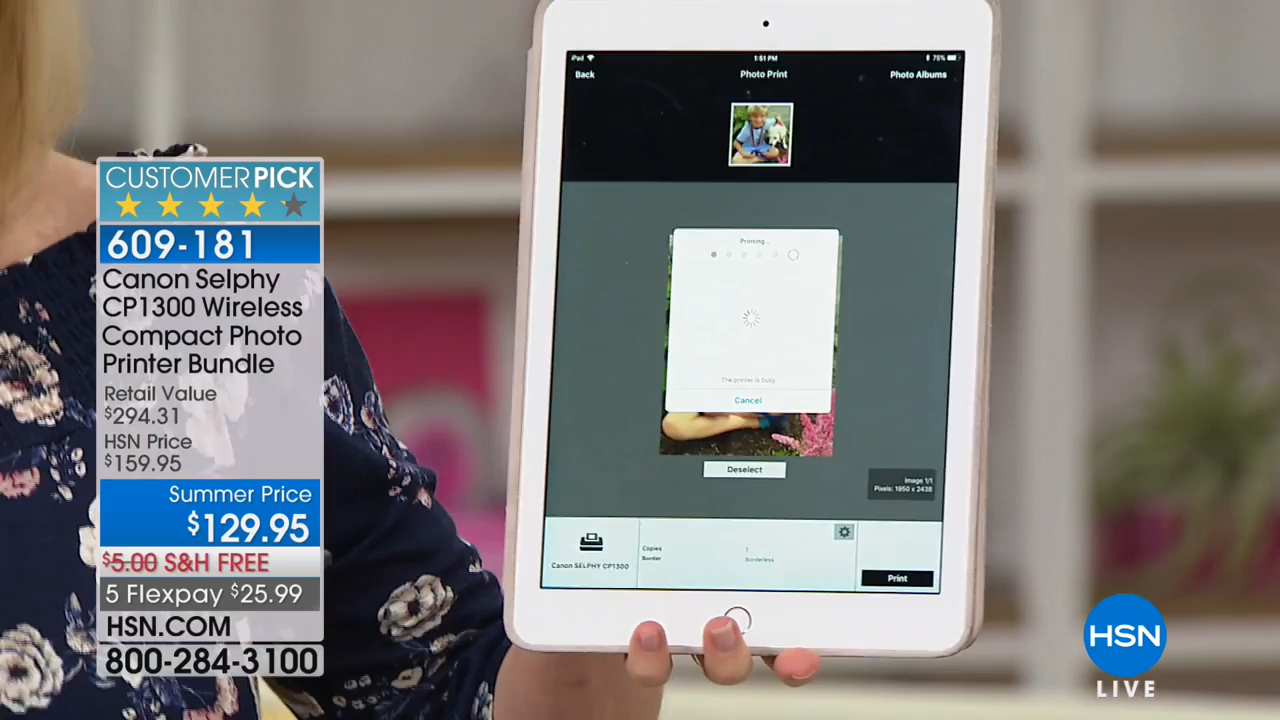 CUSTOMER PICK
609-181
Canon Selphy
CP1300 Wireless
Compact Photo
Printer Bundle
Retail Value
$294.31
HSN Price
$159.95
Summer Price
$129.95
$5.00 S&H FREE
5 Flexpay $25.99
HSN.COM
800-284-3100
iPad 1:51 PM 75%
Back Photo Print Photo Albums
Printing...
The printer is busy.
Cancel
Deselect
Image 1/1
Pixels: 1950 x 2438
Canon SELPHY CP1300
Copies 1
Border Borderless
Print
HSN
LIVE